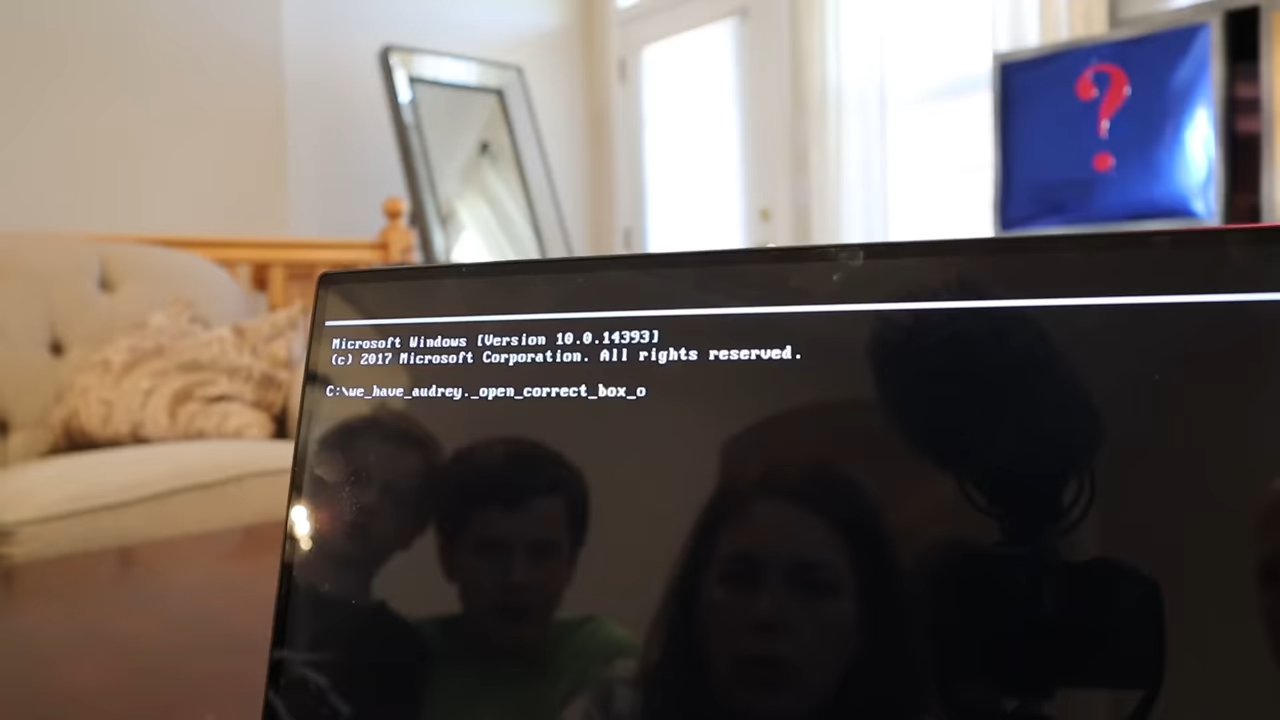 ?
Microsoft Windows [Version 10.0.14393]
(c) 2017 Microsoft Corporation. All rights reserved.
C:\we_have_audrey._open_correct_box_o